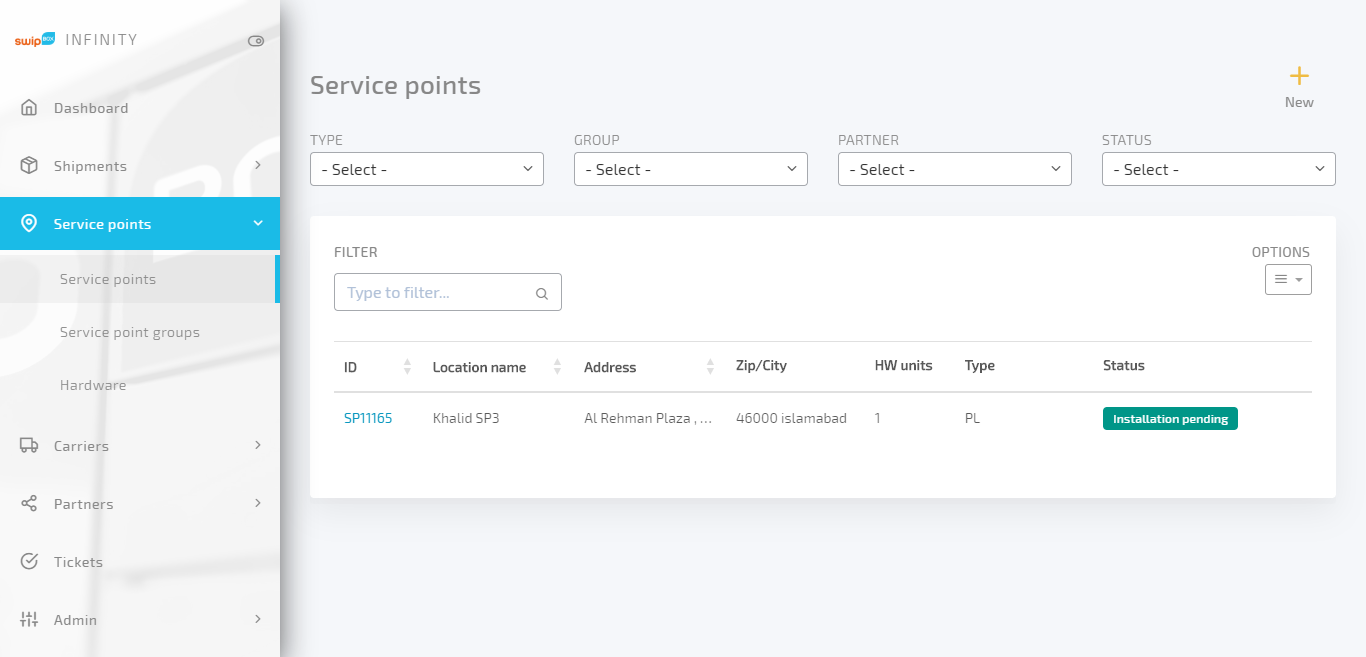 swip BOX INFINITY
Dashboard
Shipments
Service points
Service points
Service point groups
Hardware
Carriers
Partners
Tickets
Admin
Service points
New
TYPE GROUP PARTNER STATUS
- Select - - Select - - Select - - Select -
FILTER OPTIONS
Type to filter...
ID Location name Address Zip/City HW units Type Status
SP11165 Khalid SP3 Al Rehman Plaza , ... 46000 islamabad 1 PL Installation pending